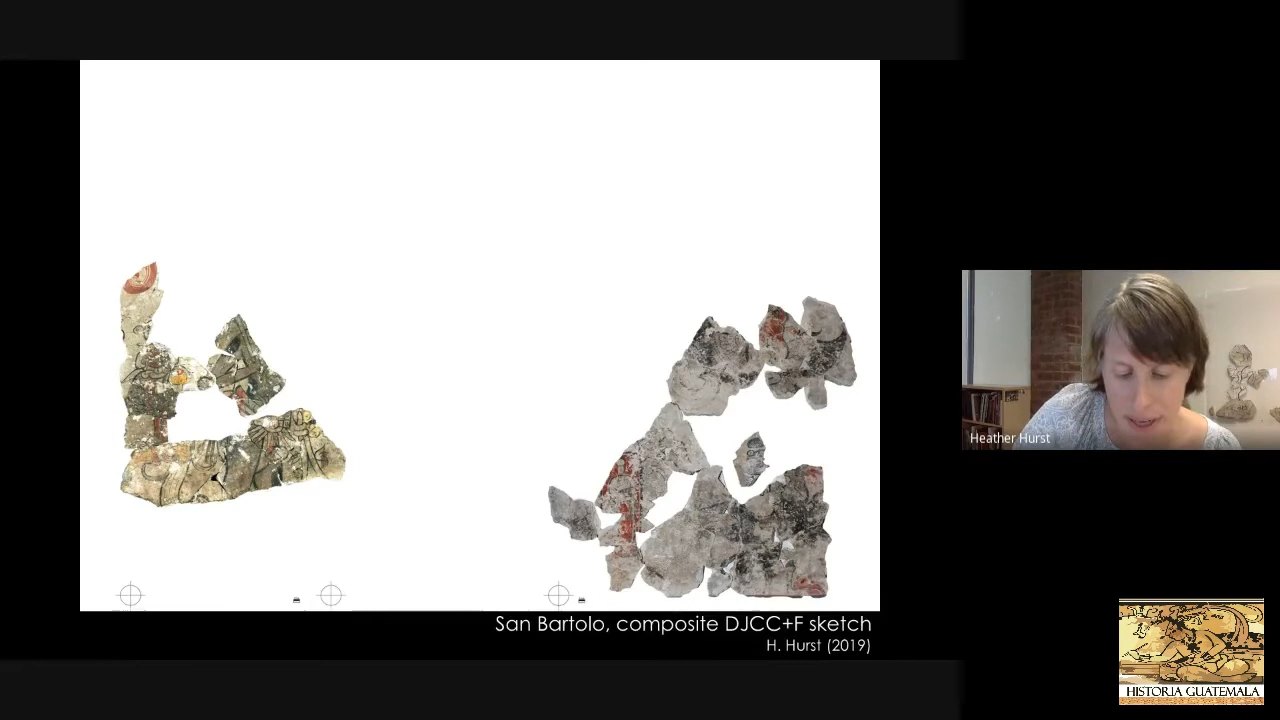 San Bartolo, composite DJCC+F sketch
H. Hurst (2019)
Heather Hurst
HISTORIA GUATEMALA